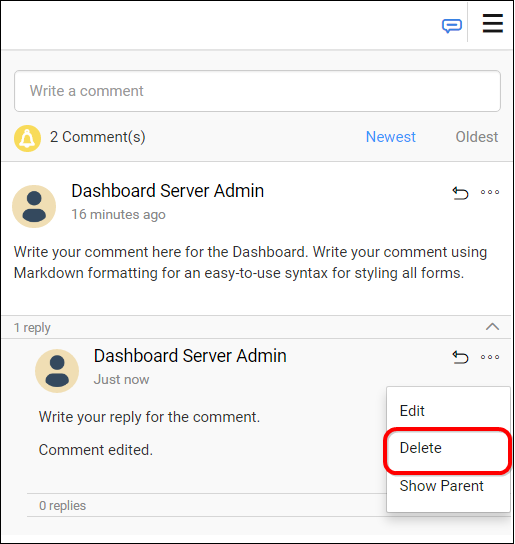 Write a comment
2 Comment(s) Newest Oldest
Dashboard Server Admin
16 minutes ago
Write your comment here for the Dashboard. Write your comment using
Markdown formatting for an easy-to-use syntax for styling all forms.
1 reply
Dashboard Server Admin
Just now
Write your reply for the comment.
Comment edited.
0 replies
Edit
Delete
Show Parent